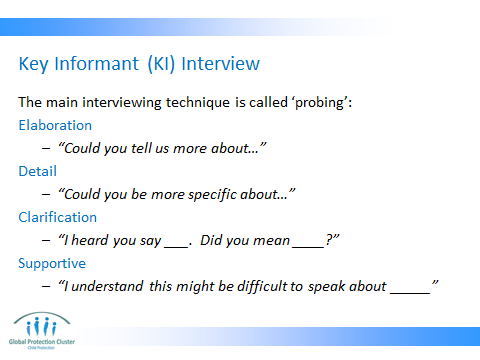 Key Informant (KI) Interview
The main interviewing technique is called ‘probing’:
Elaboration
– “Could you tell us more about…”
Detail
– “Could you be more specific about…”
Clarification
– “I heard you say ___. Did you mean ____?”
Supportive
– “I understand this might be difficult to speak about _____”
Global Protection Cluster
Child Protection